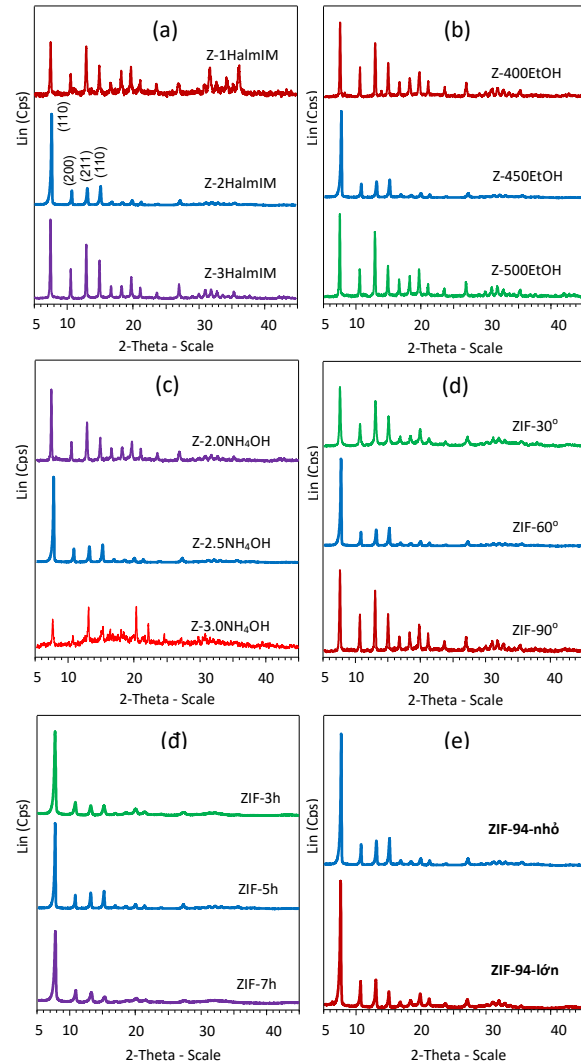 (a)
Z-1HalmIM
(110)
(200)
(211)
(110)
Z-2HalmIM
Z-3HalmIM
Lin (Cps)
5 10 20 30 40
2-Theta - Scale
(b)
Z-400EtOH
Z-450EtOH
Z-500EtOH
Lin (Cps)
5 10 20 30 40
2-Theta - Scale
(c)
Z-2.0NH₄OH
Z-2.5NH₄OH
Z-3.0NH₄OH
Lin (Cps)
5 10 20 30 40
2-Theta - Scale
(d)
ZIF-30°
ZIF-60°
ZIF-90°
Lin (Cps)
5 10 20 30 40
2-Theta - Scale
(đ)
ZIF-3h
ZIF-5h
ZIF-7h
Lin (Cps)
5 10 20 30 40
2-Theta - Scale
(e)
ZIF-94-nhỏ
ZIF-94-lớn
Lin (Cps)
5 10 20 30 40
2-Theta - Scale